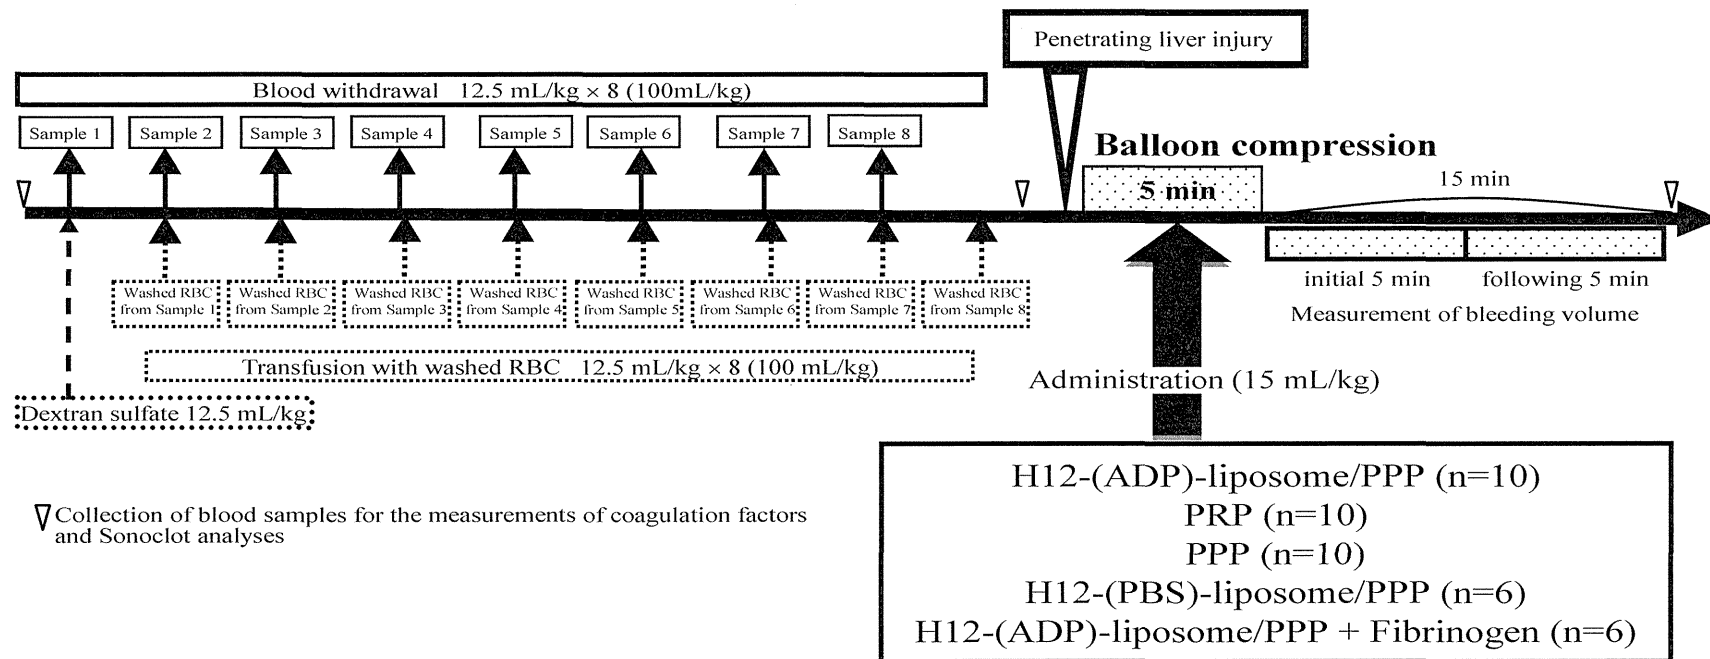 Penetrating liver injury
Blood withdrawal 12.5 mL/kg × 8 (100mL/kg)
Sample 1
Sample 2
Sample 3
Sample 4
Sample 5
Sample 6
Sample 7
Sample 8
Balloon compression
5 min
15 min
Washed RBC
from Sample 1
Washed RBC
from Sample 2
Washed RBC
from Sample 3
Washed RBC
from Sample 4
Washed RBC
from Sample 5
Washed RBC
from Sample 6
Washed RBC
from Sample 7
Washed RBC
from Sample 8
initial 5 min
following 5 min
Measurement of bleeding volume
Transfusion with washed RBC 12.5 mL/kg × 8 (100 mL/kg)
Administration (15 mL/kg)
Dextran sulfate 12.5 mL/kg
H12-(ADP)-liposome/PPP (n=10)
PRP (n=10)
PPP (n=10)
H12-(PBS)-liposome/PPP (n=6)
H12-(ADP)-liposome/PPP + Fibrinogen (n=6)
Collection of blood samples for the measurements of coagulation factors
and Sonoclot analyses